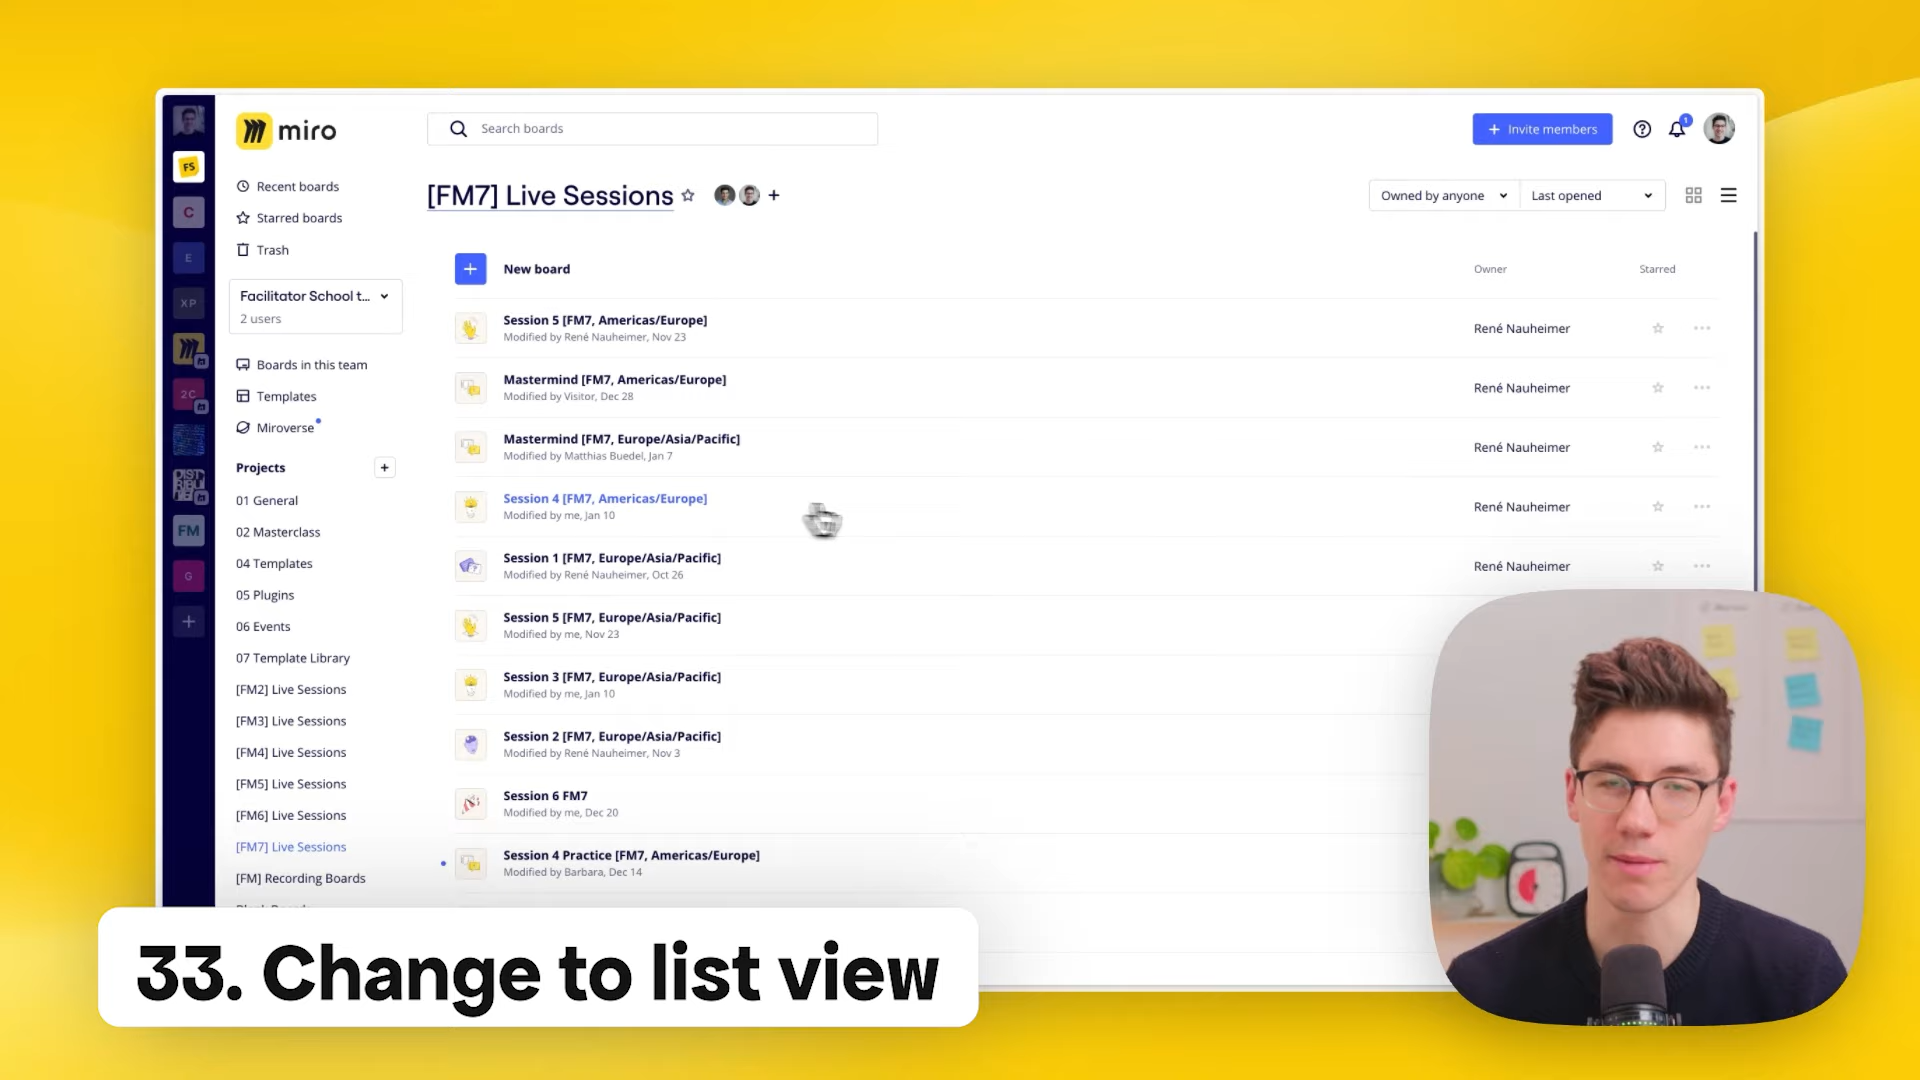 miro
Search boards
+ Invite members
1
FS
C
E
XP
2C
DIST
RIBU
FM
G
Recent boards
Starred boards
Trash
Facilitator School t...
2 users
Boards in this team
Templates
Miroverse
Projects
01 General
02 Masterclass
04 Templates
05 Plugins
06 Events
07 Template Library
[FM2] Live Sessions
[FM3] Live Sessions
[FM4] Live Sessions
[FM5] Live Sessions
[FM6] Live Sessions
[FM7] Live Sessions
[FM] Recording Boards
[FM7] Live Sessions
Owned by anyone
Last opened
New board
Owner
Starred
Session 5 [FM7, Americas/Europe]
Modified by René Nauheimer, Nov 23
René Nauheimer
Mastermind [FM7, Americas/Europe]
Modified by Visitor, Dec 28
René Nauheimer
Mastermind [FM7, Europe/Asia/Pacific]
Modified by Matthias Buedel, Jan 7
René Nauheimer
Session 4 [FM7, Americas/Europe]
Modified by me, Jan 10
René Nauheimer
Session 1 [FM7, Europe/Asia/Pacific]
Modified by René Nauheimer, Oct 26
René Nauheimer
Session 5 [FM7, Europe/Asia/Pacific]
Modified by me, Nov 23
Session 3 [FM7, Europe/Asia/Pacific]
Modified by me, Jan 10
Session 2 [FM7, Europe/Asia/Pacific]
Modified by René Nauheimer, Nov 3
Session 6 FM7
Modified by me, Dec 20
Session 4 Practice [FM7, Americas/Europe]
Modified by Barbara, Dec 14
33. Change to list view